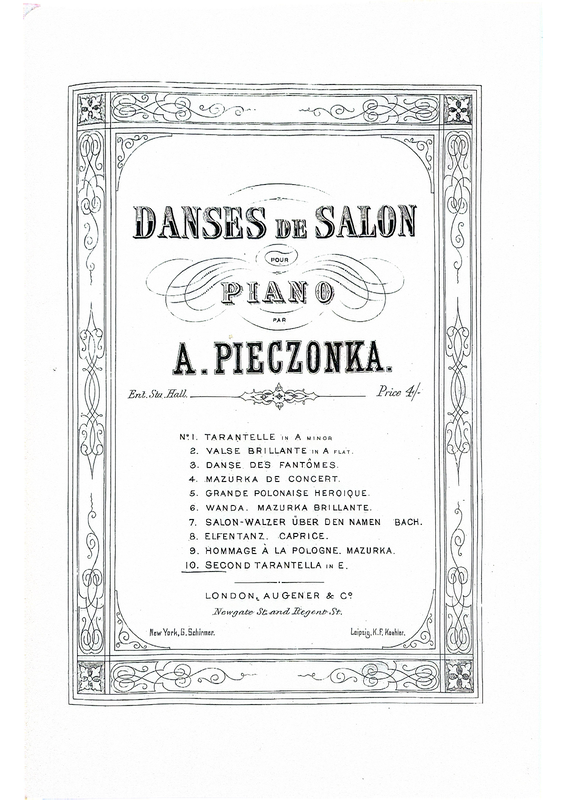 DANSES DE SALON
POUR
PIANO
PAR
A. PIECZONKA.
Ent. Sta. Hall. Price 4/-
No. 1. TARANTELLE IN A MINOR
2. VALSE BRILLANTE IN A FLAT.
3. DANSE DES FANTÔMES.
4. MAZURKA DE CONCERT.
5. GRANDE POLONAISE HEROIQUE.
6. WANDA. MAZURKA BRILLANTE.
7. SALON-WALZER ÜBER DEN NAMEN BACH.
8. ELFENTANZ. CAPRICE.
9. HOMMAGE À LA POLOGNE. MAZURKA.
10. SECOND TARANTELLA IN E.
LONDON, AUGENER & Co
Newgate St. and Regent St.
New York, G. Schirmer. Leipzig, K. F. Koehler.